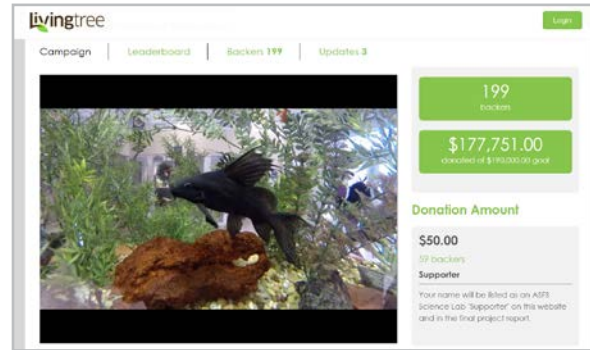 livingtree
Login
Campaign
Leaderboard
Backers 199
Updates 3
199
backers
$177,751.00
donated of $190,000.00 goal
Donation Amount
$50.00
59 backers
Supporter
Your name will be listed as an ASFS
Science Lab "Supporter" on this website
and in the final project report.